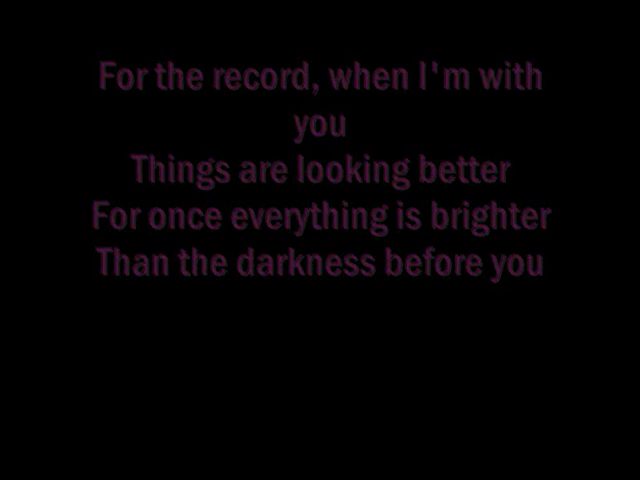 For the record, when I'm with
you
Things are looking better
For once everything is brighter
Than the darkness before you